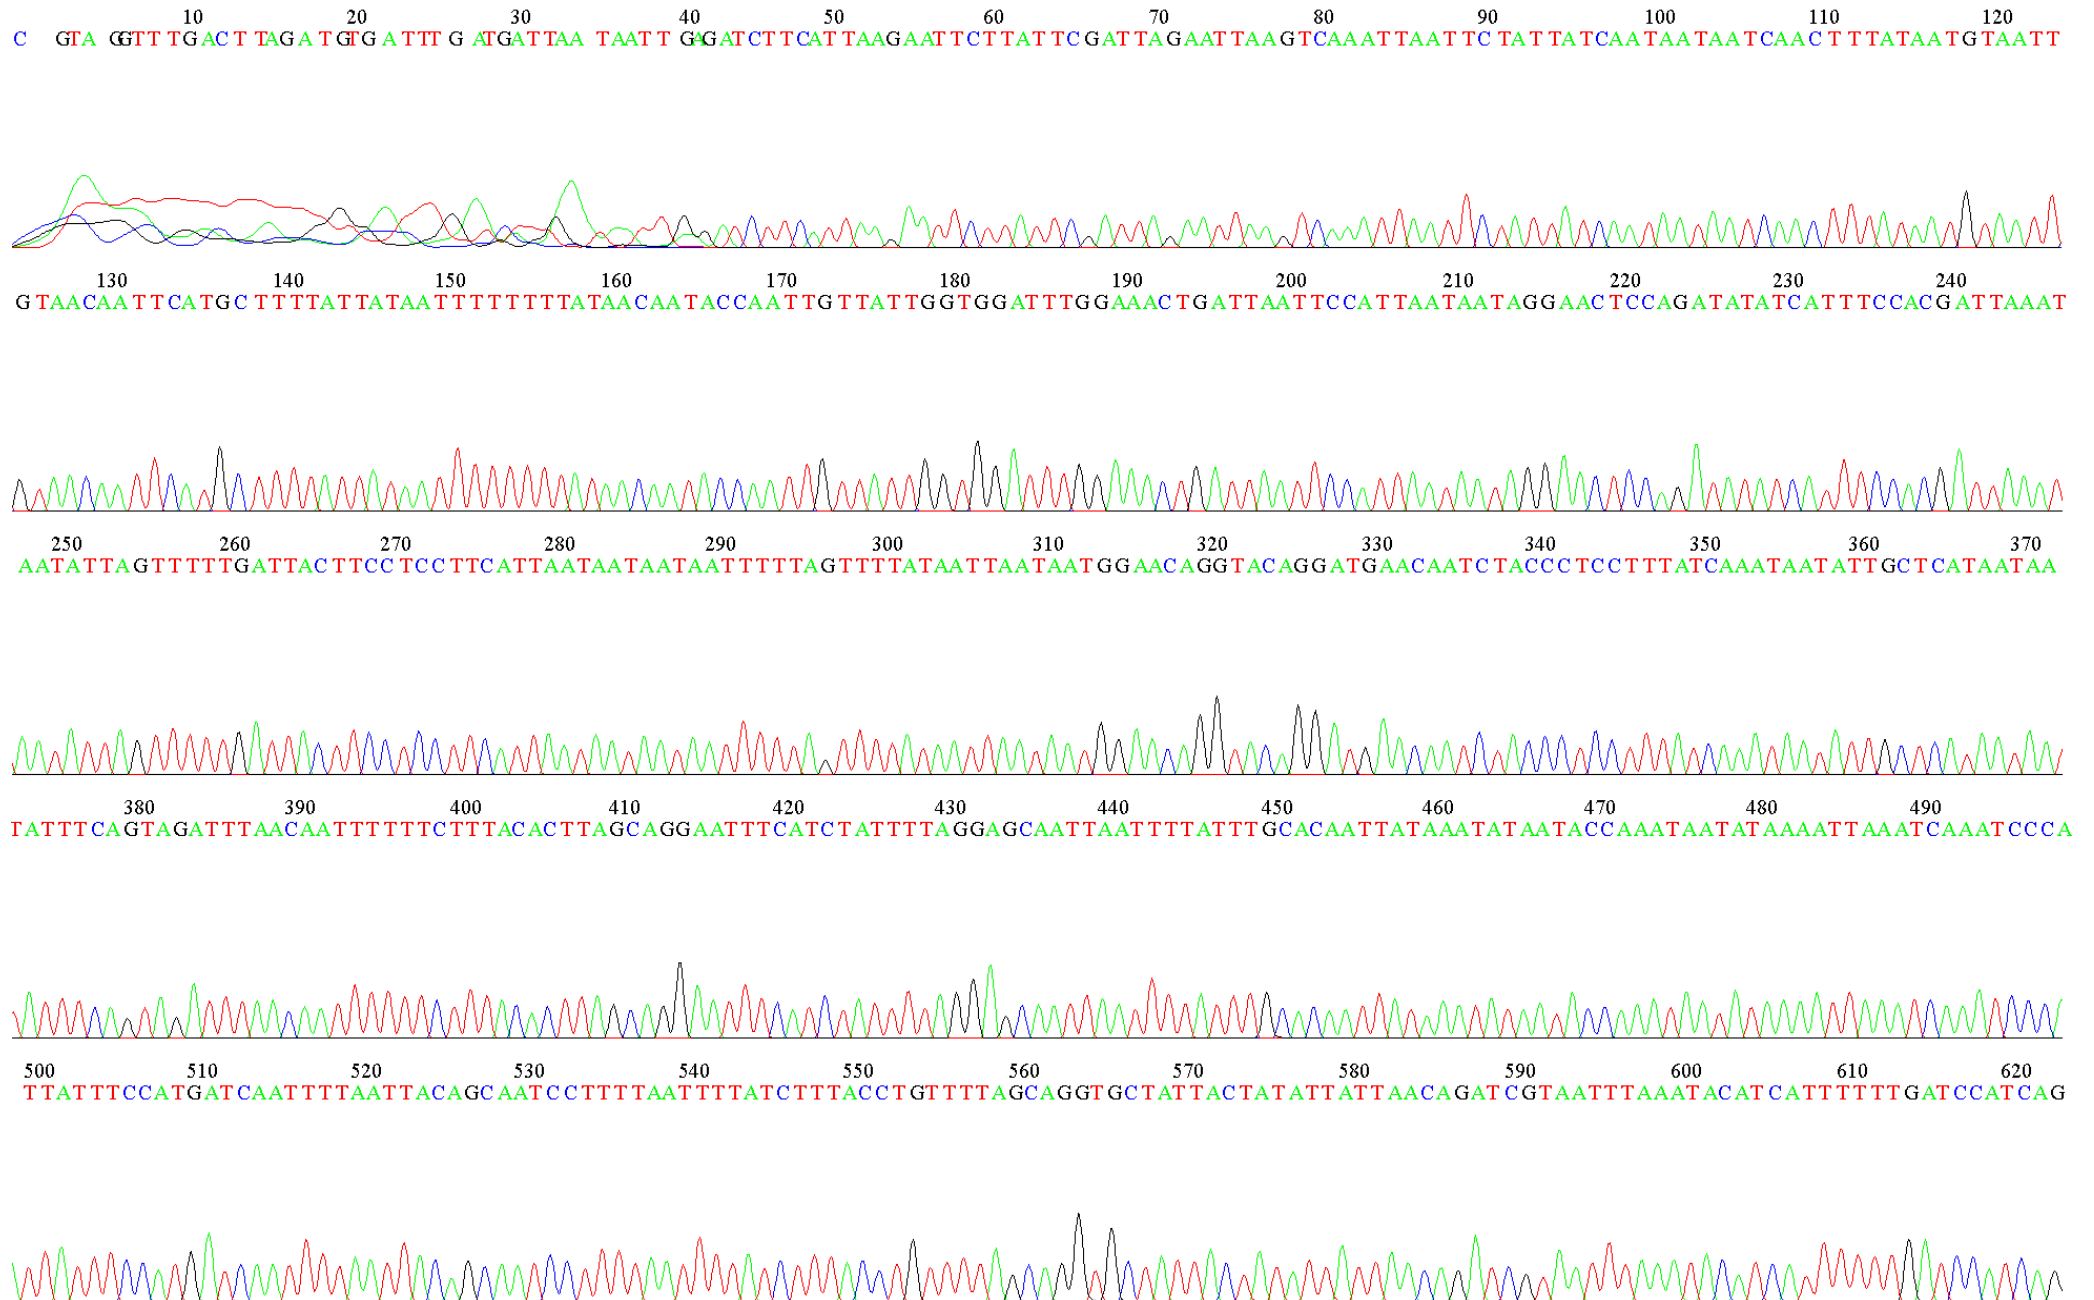 10 20 30 40 50 60 70 80 90 100 110 120
C GTA GGTTTGACTTAGATGTGATTTGATGATTAA TAATTGAGATCTTCATTAAGAATTCTTATTCGATTAGAATTAAGTCAAATTAATTCTATTATCAATAATAATCAACTTTATAATGTAATT
130 140 150 160 170 180 190 200 210 220 230 240
GTAACAATTCATGCTTTTATTATAATTTTTTTTATAACAATACCAATTGTTATTGGTGGATTTGGAAACTGATTAATTCCATTAATAATAGGAACTCCAGATATATCATTTCCACGATTAAAT
250 260 270 280 290 300 310 320 330 340 350 360 370
AATATTAGTTTTTGATTACTTCCTCCTTCATTAATAATAATAATTTTTAGTTTTATAATTAATAATGGAACAGGTACAGGATGAACAATCTACCCTCCTTTATCAAATAATATTGCTCATAATAA
380 390 400 410 420 430 440 450 460 470 480 490
TATTTCAGTAGATTTAACAATTTTTTCTTTACACTTAGCAGGAATTTCATCTATTTTAGGAGCAATTAATTTTATTTGCACAATTATAAATATAATACCAAATAATATAAAATTAAATCAAATCCCA
500 510 520 530 540 550 560 570 580 590 600 610 620
TTATTTCCATGATCAATTTTAATTACAGCAATCCTTTTAATTTTATCTTTACCTGTTTTAGCAGGTGCTATTACTATATTATTAACAGATCGTAATTTAAATACATCATTTTTTGATCCATCAG